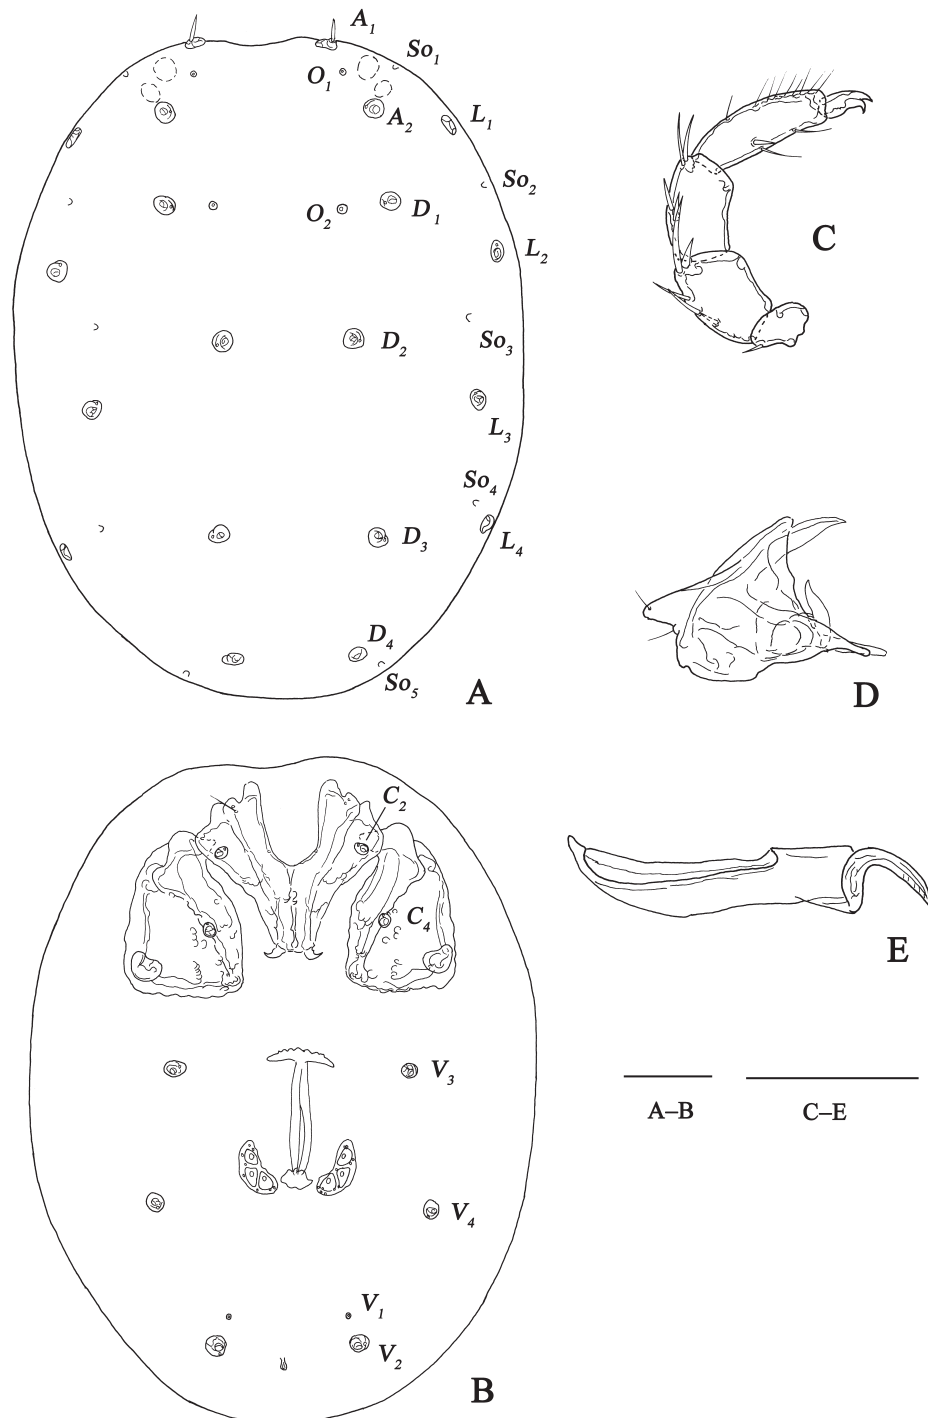 A₁
So₁
O₁
A₂
L₁
So₂
O₂
D₁
L₂
C
D₂
So₃
L₃
So₄
D₃
L₄
D₄
So₅
A
D
C₂
C₄
E
V₃
A–B
C–E
V₄
V₁
V₂
B